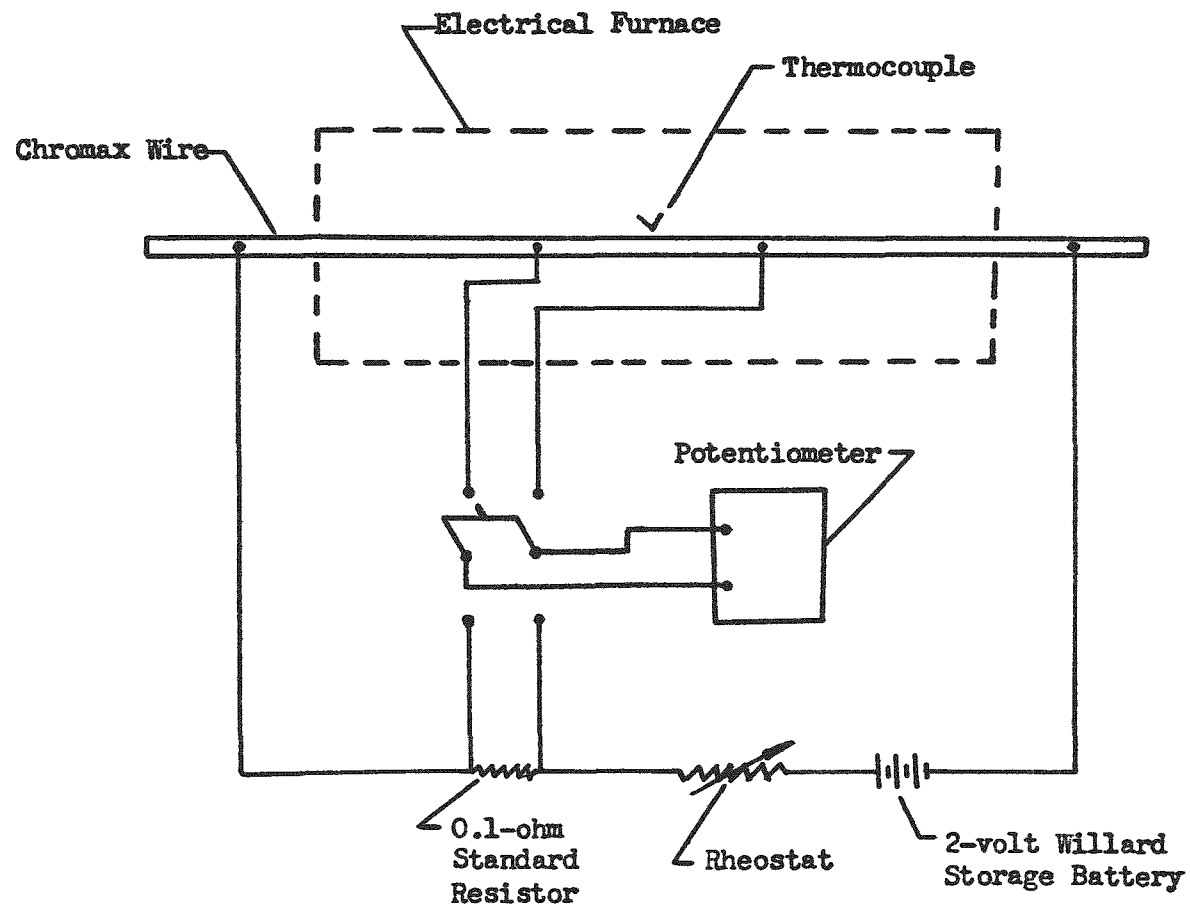 Electrical Furnace
Thermocouple
Chromax Wire
Potentiometer
0.1-ohm
Standard
Resistor
Rheostat
2-volt Willard
Storage Battery